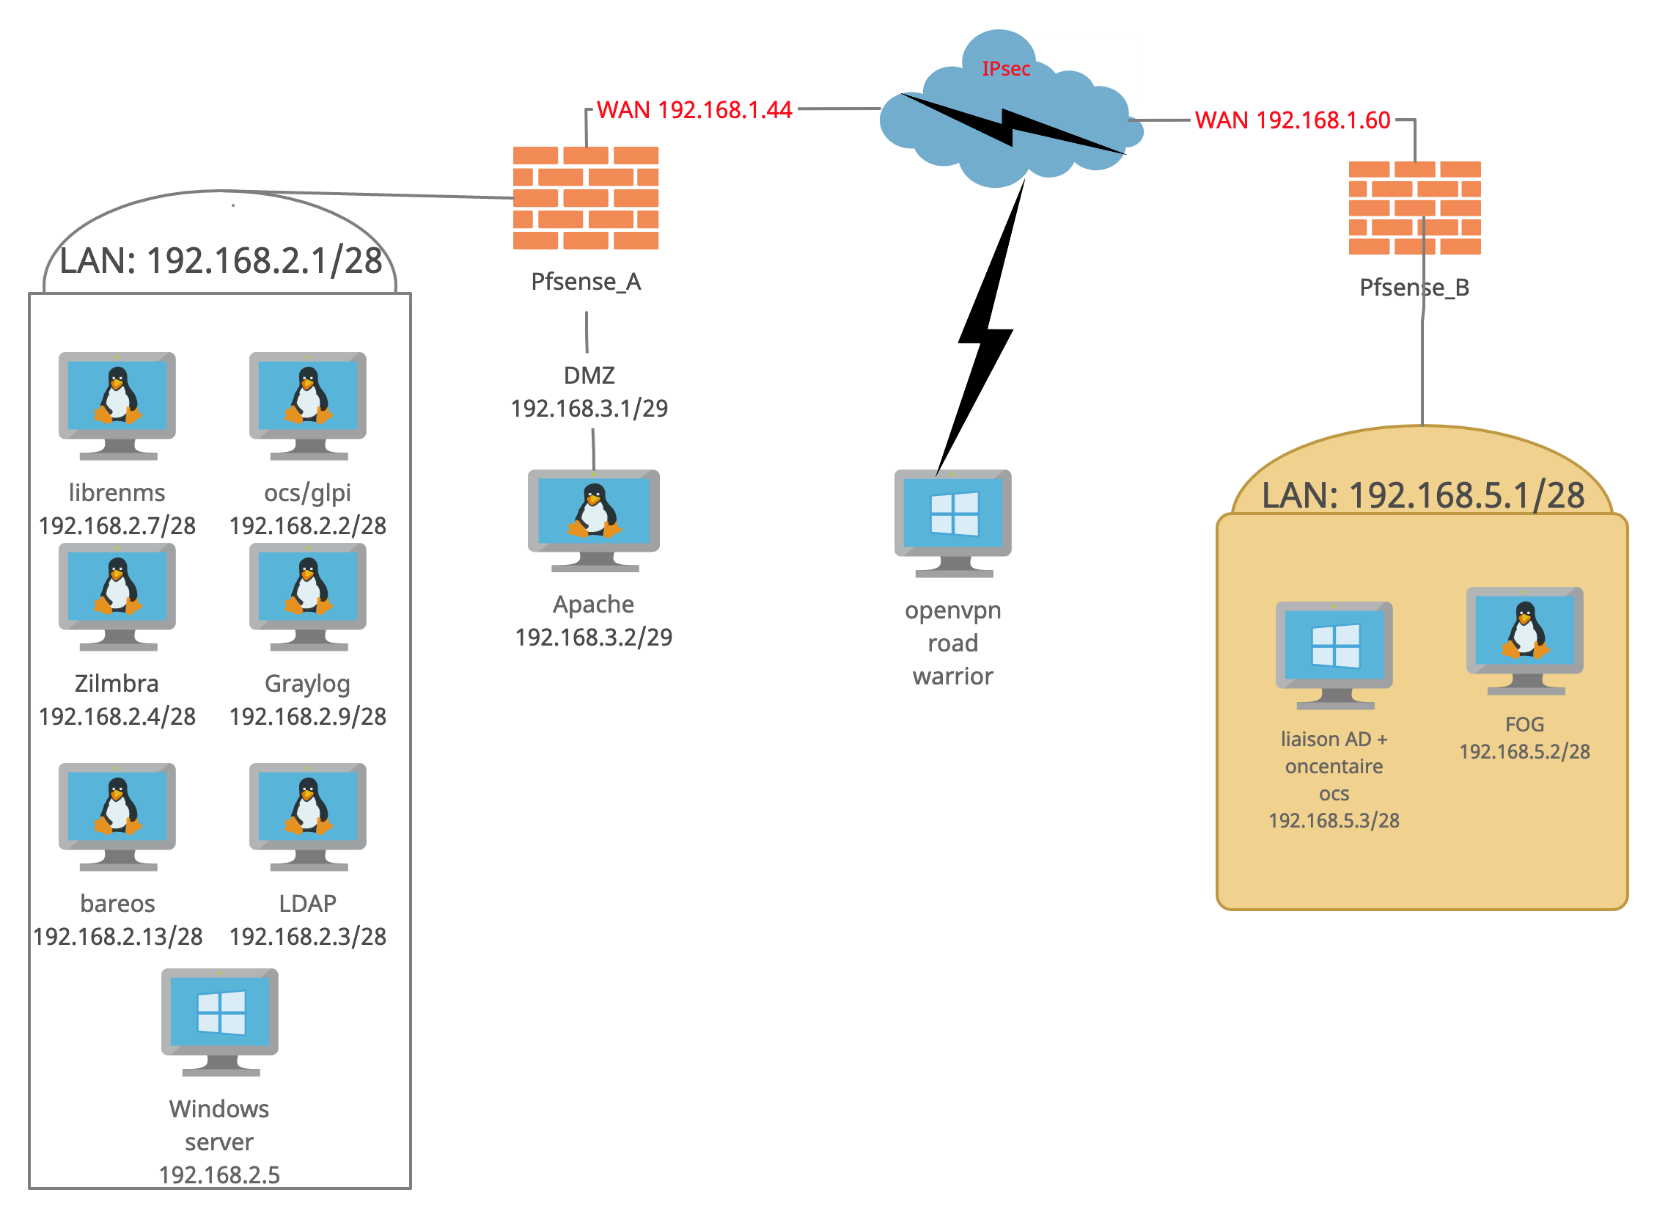 IPsec
WAN 192.168.1.44
WAN 192.168.1.60
LAN: 192.168.2.1/28
Pfsense_A
Pfsense_B
DMZ
192.168.3.1/29
librenms
192.168.2.7/28
ocs/glpi
192.168.2.2/28
Zilmbra
192.168.2.4/28
Graylog
192.168.2.9/28
bareos
192.168.2.13/28
LDAP
192.168.2.3/28
Windows
server
192.168.2.5
Apache
192.168.3.2/29
openvpn
road
warrior
LAN: 192.168.5.1/28
liaison AD +
oncentaire
ocs
192.168.5.3/28
FOG
192.168.5.2/28